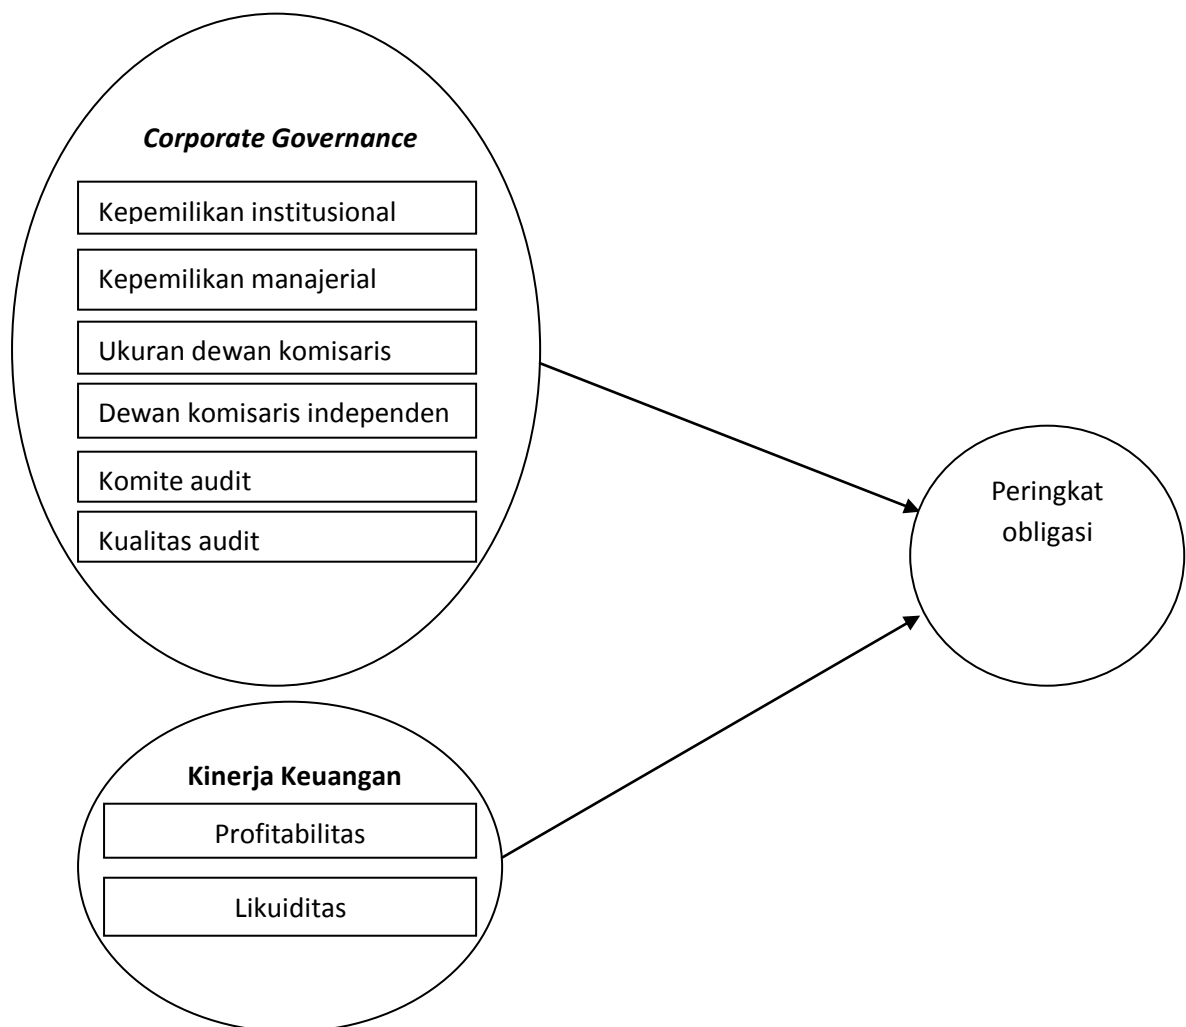 Corporate Governance
Kepemilikan institusional
Kepemilikan manajerial
Ukuran dewan komisaris
Dewan komisaris independen
Komite audit
Kualitas audit
Peringkat
obligasi
Kinerja Keuangan
Profitabilitas
Likuiditas